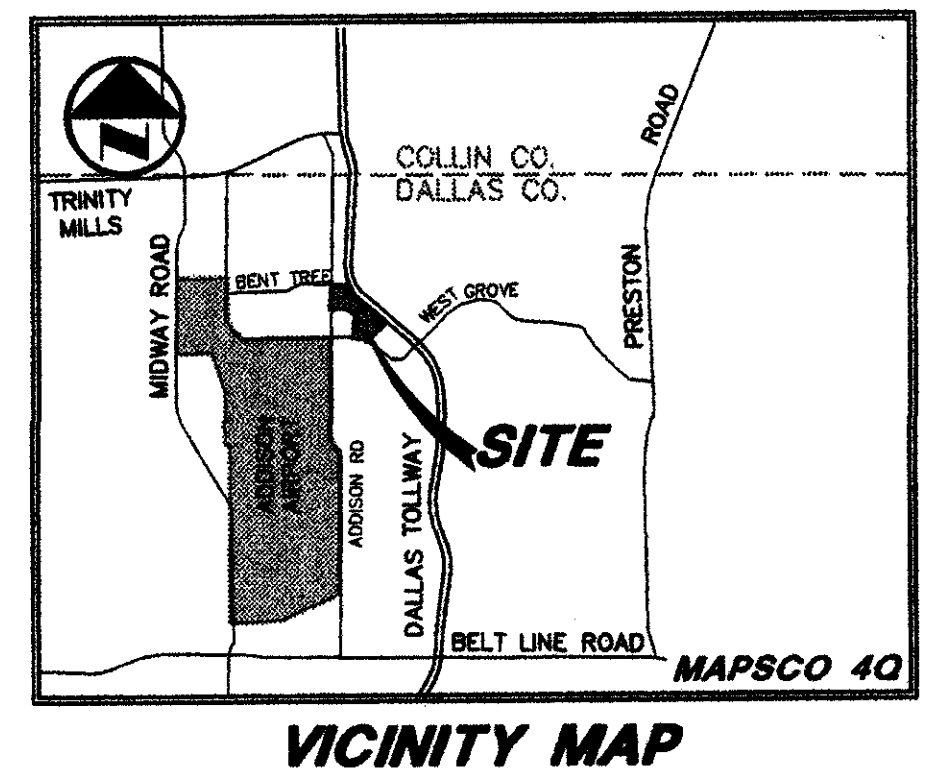 COLLIN CO.
DALLAS CO.
ROAD
PRESTON
N
TRINITY
MILLS
MIDWAY ROAD
BENT TREE
WEST GROVE
SITE
ADDISON
AIRPORT
ADDISON RD
DALLAS TOLLWAY
BELT LINE ROAD
MAPSCO 4Q
VICINITY MAP